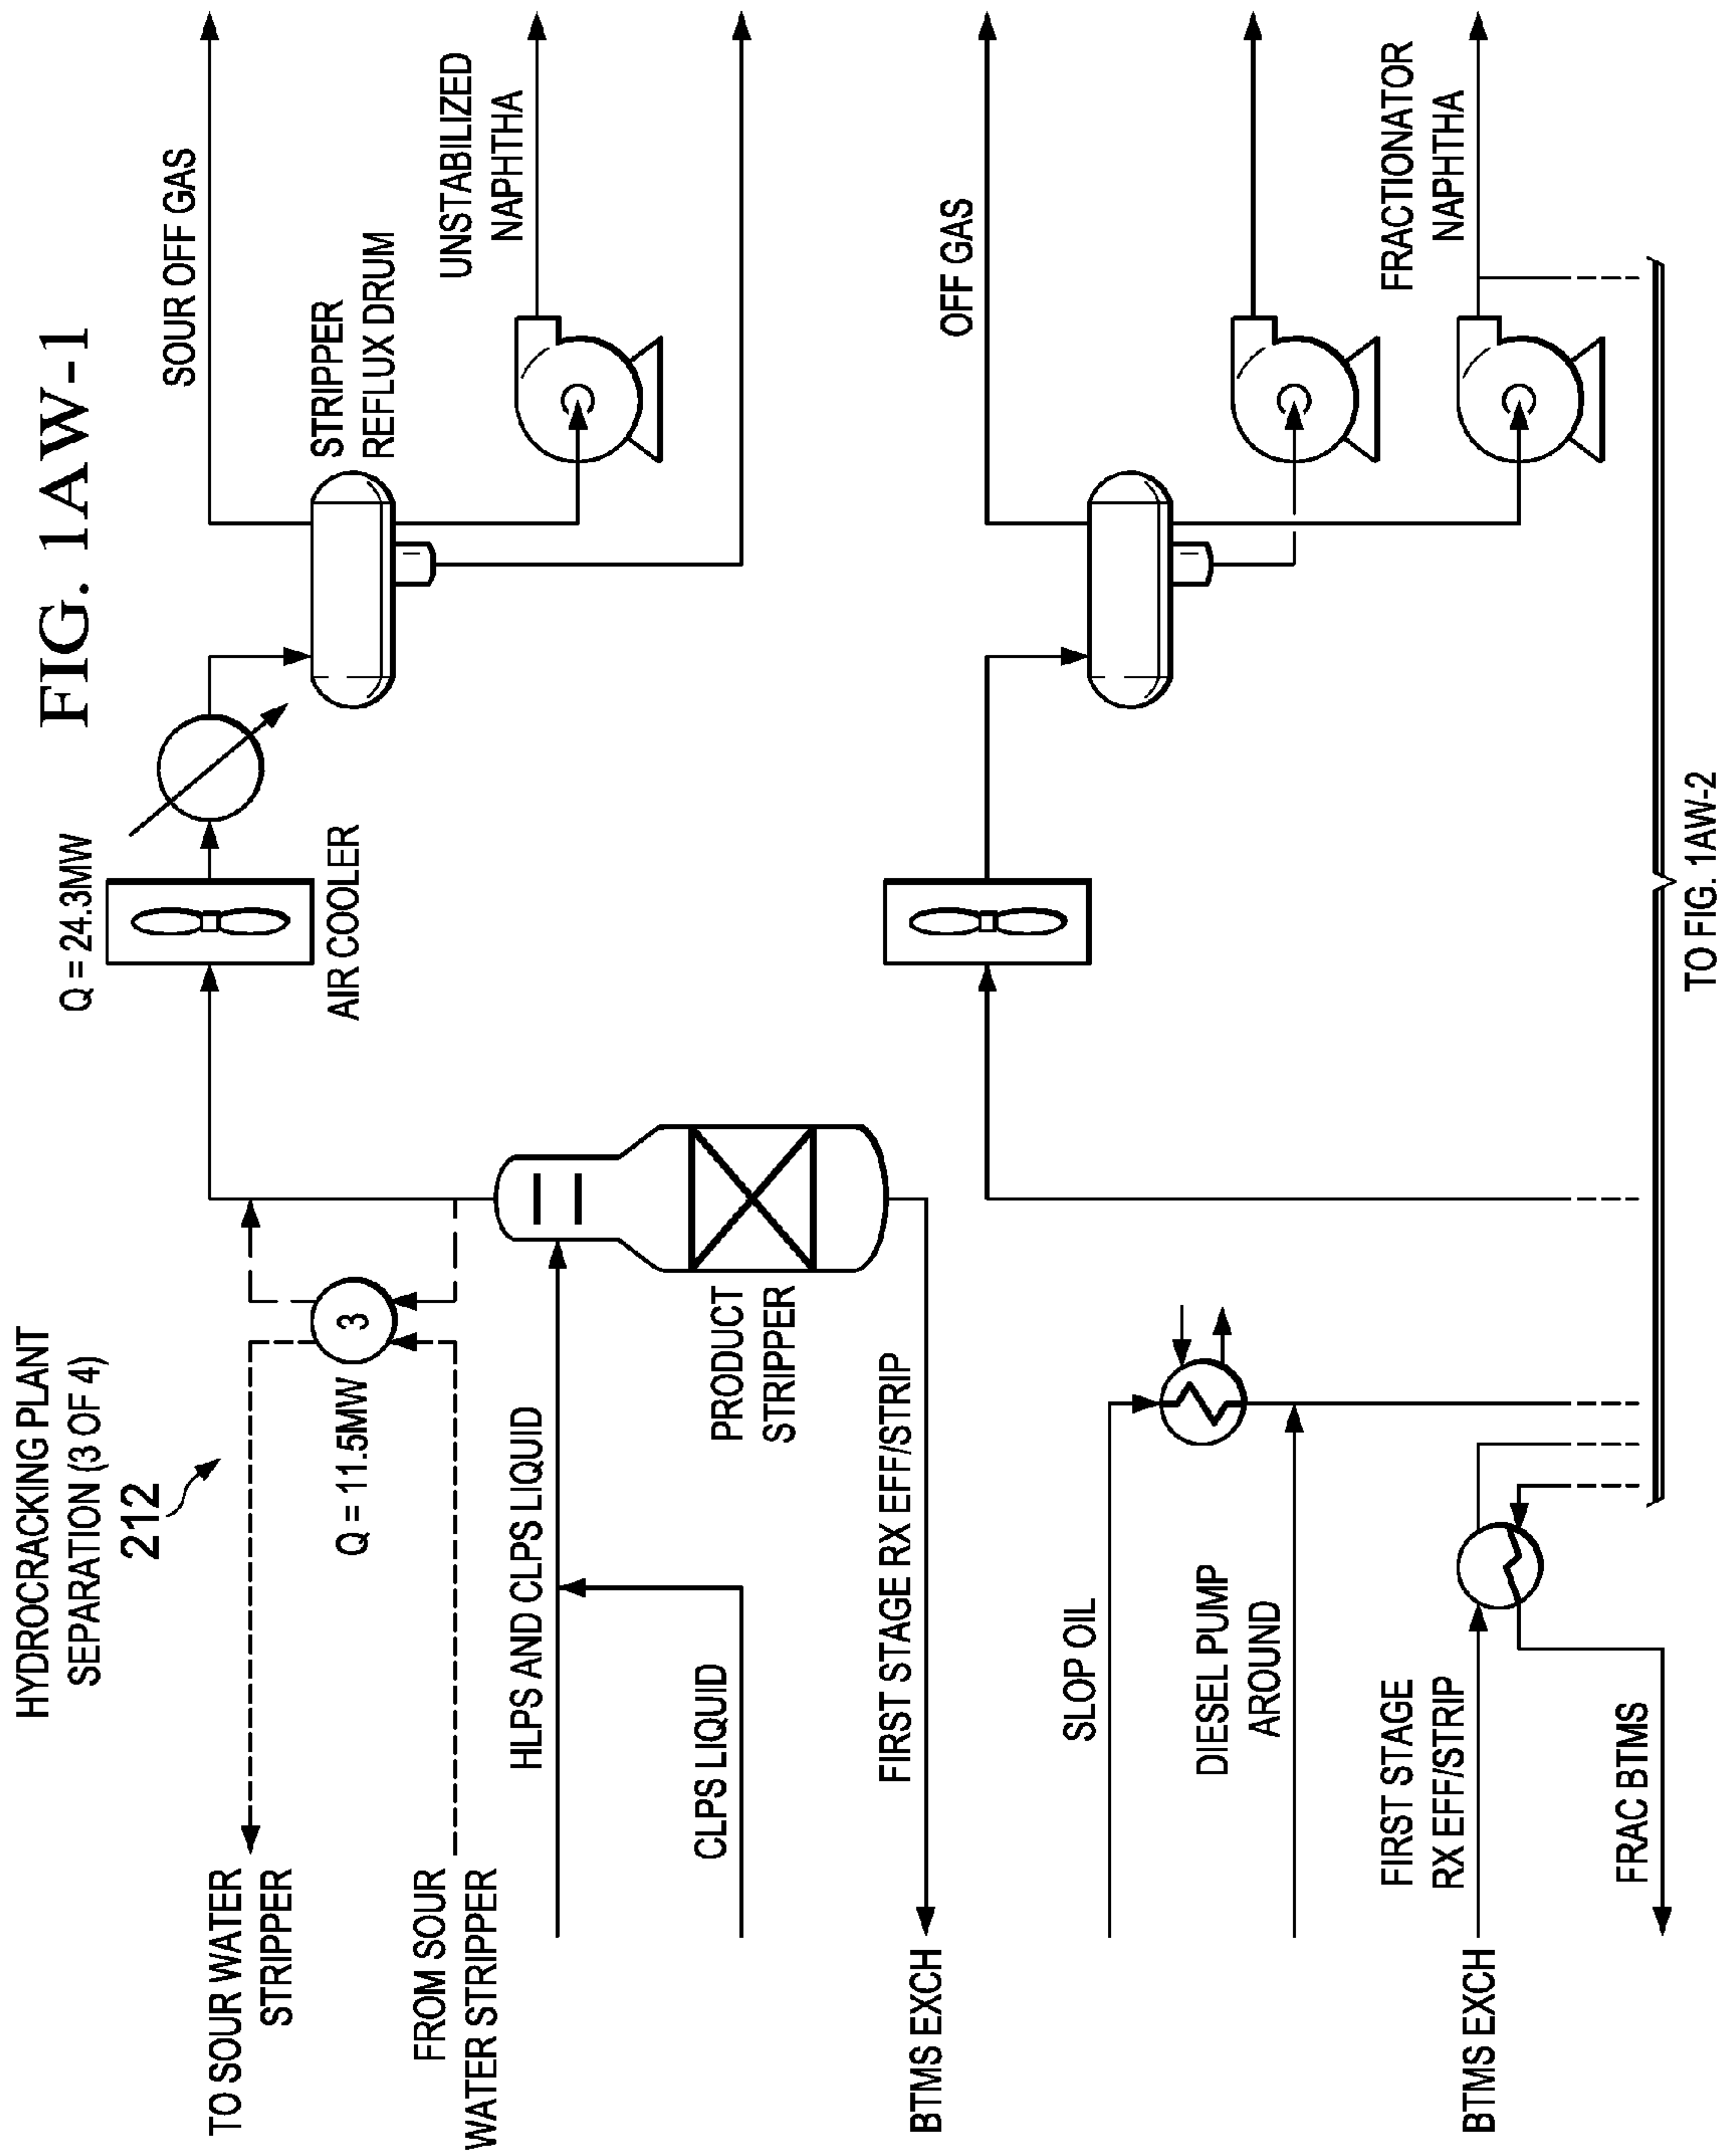 FIG. 1AW-1
HYDROCRACKING PLANT
SEPARATION (3 OF 4)
212
Q = 24.3MW
SOUR OFF GAS
AIR COOLER
STRIPPER
REFLUX DRUM
UNSTABILIZED
NAPHTHA
TO SOUR WATER
STRIPPER
3
Q = 11.5MW
FROM SOUR
WATER STRIPPER
HLPS AND CLPS LIQUID
CLPS LIQUID
PRODUCT
STRIPPER
FIRST STAGE RX EFF/STRIP
BTMS EXCH
OFF GAS
SLOP OIL
DIESEL PUMP
AROUND
FRACTIONATOR
NAPHTHA
FIRST STAGE
RX EFF/STRIP
BTMS EXCH
FRAC BTMS
TO FIG. 1AW-2